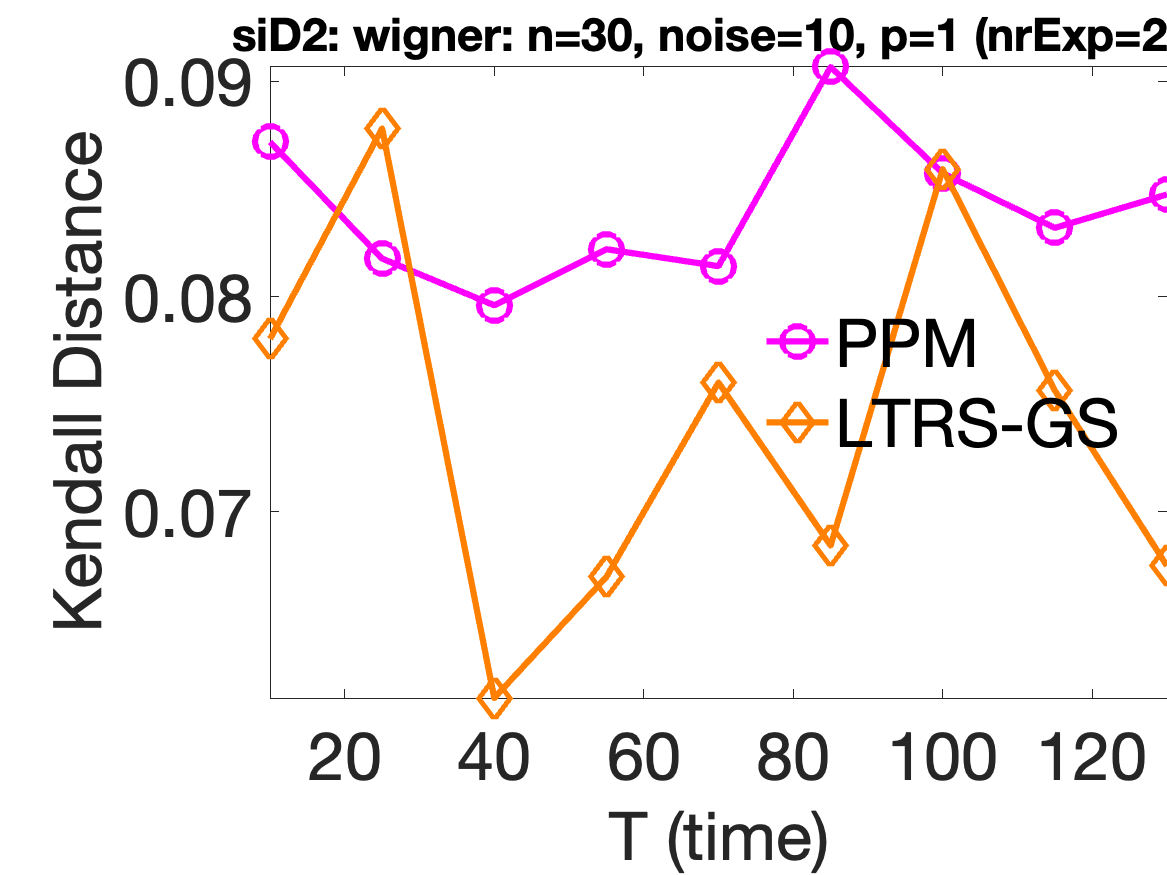 siD2: wigner: n=30, noise=10, p=1 (nrExp=2
0.09
0.08
0.07
Kendall Distance
PPM
LTRS-GS
20 40 60 80 100 120
T (time)